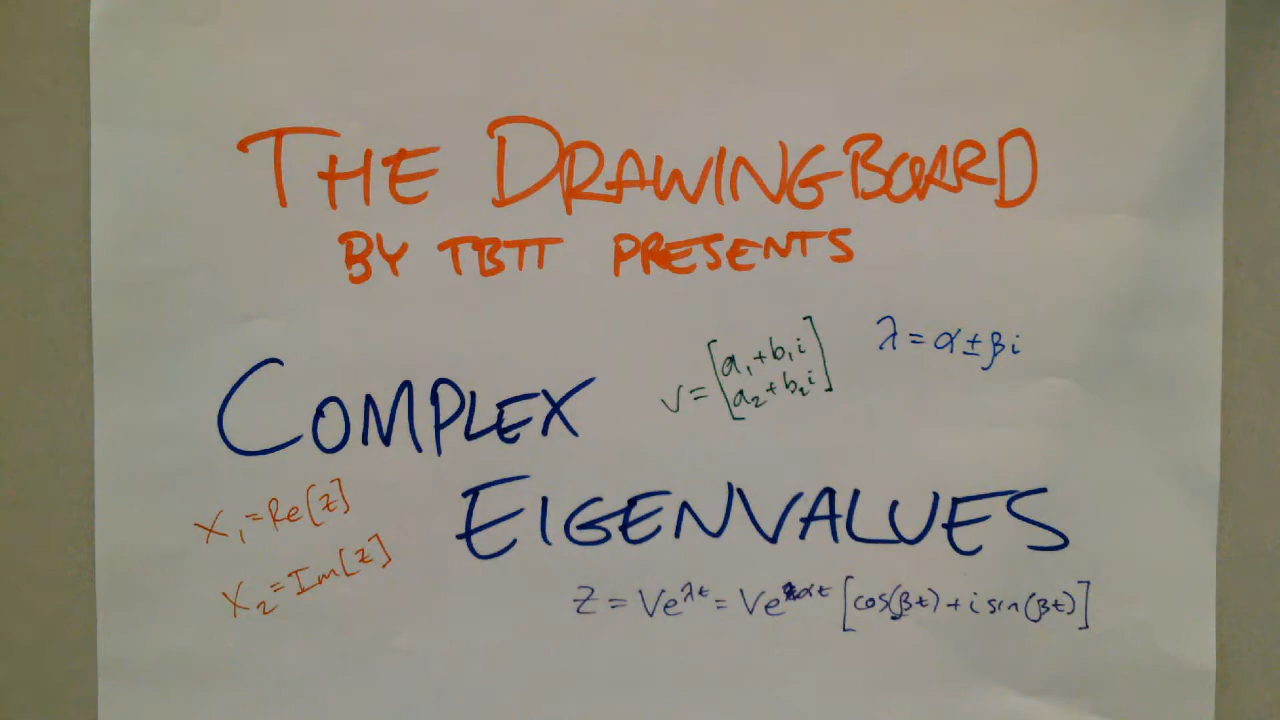 THE DRAWINGBOARD
BY TBTT PRESENTS
v = [a₁+b₁i
a₂+b₂i]
λ = α ± βi
COMPLEX
EIGENVALUES
X₁ = Re[z]
X₂ = Im[z]
Z = Ve^λt = Ve^αt [cos(βt) + i sin(βt)]